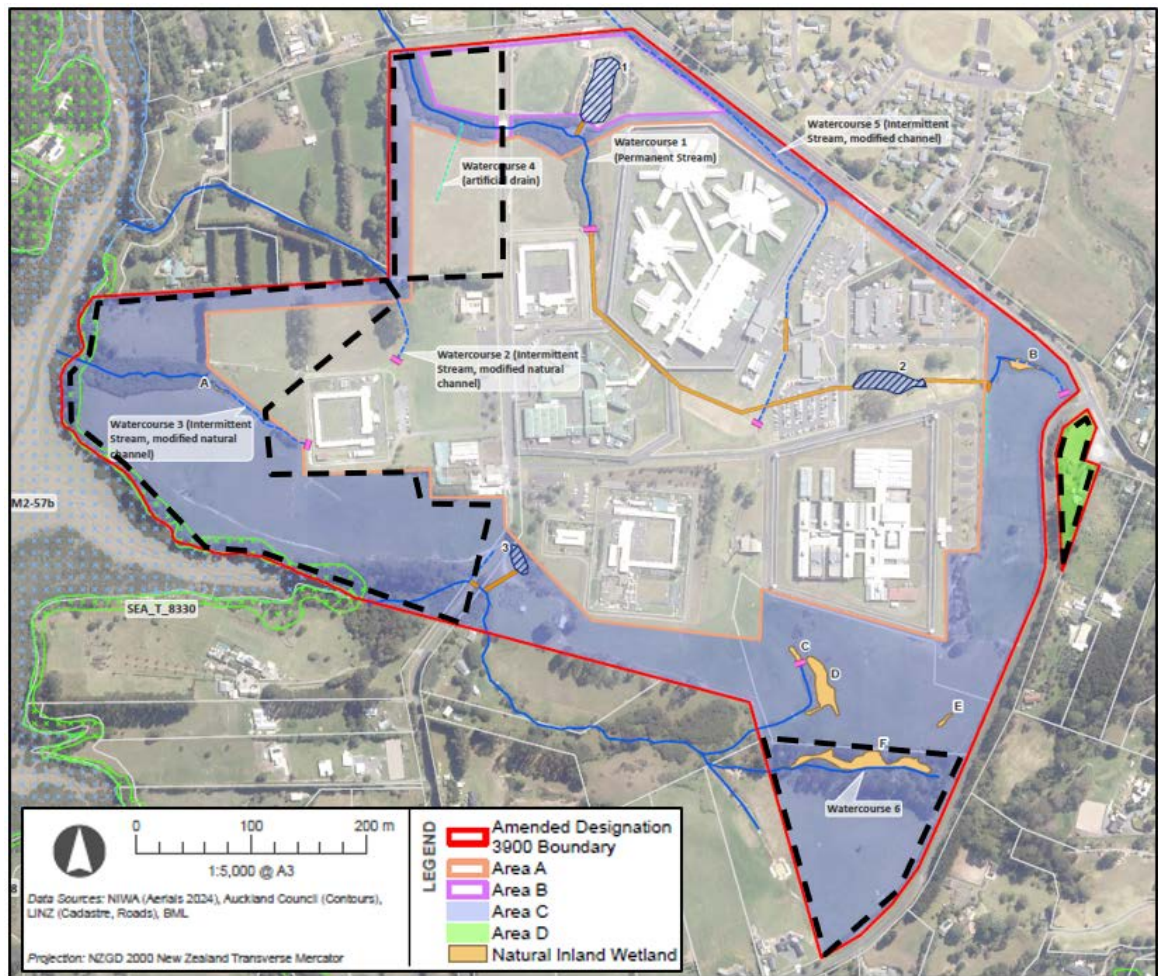 1
Watercourse 5 (Intermittent
Stream, modified channel)
Watercourse 1
(Permanent Stream)
Watercourse 4
(artificial drain)
B
2
Watercourse 2 (Intermittent
Stream, modified natural
channel)
A
Watercourse 3 (Intermittent
Stream, modified natural
channel)
M2-57b
3
SEA_T_8330
C
D
E
F
Watercourse 6
0 100 200 m
1:5,000 @ A3
Data Sources: NIWA (Aerials 2024), Auckland Council (Contours),
LINZ (Cadastre, Roads), BML
Projection: NZGD 2000 New Zealand Transverse Mercator
LEGEND
Amended Designation
3900 Boundary
Area A
Area B
Area C
Area D
Natural Inland Wetland